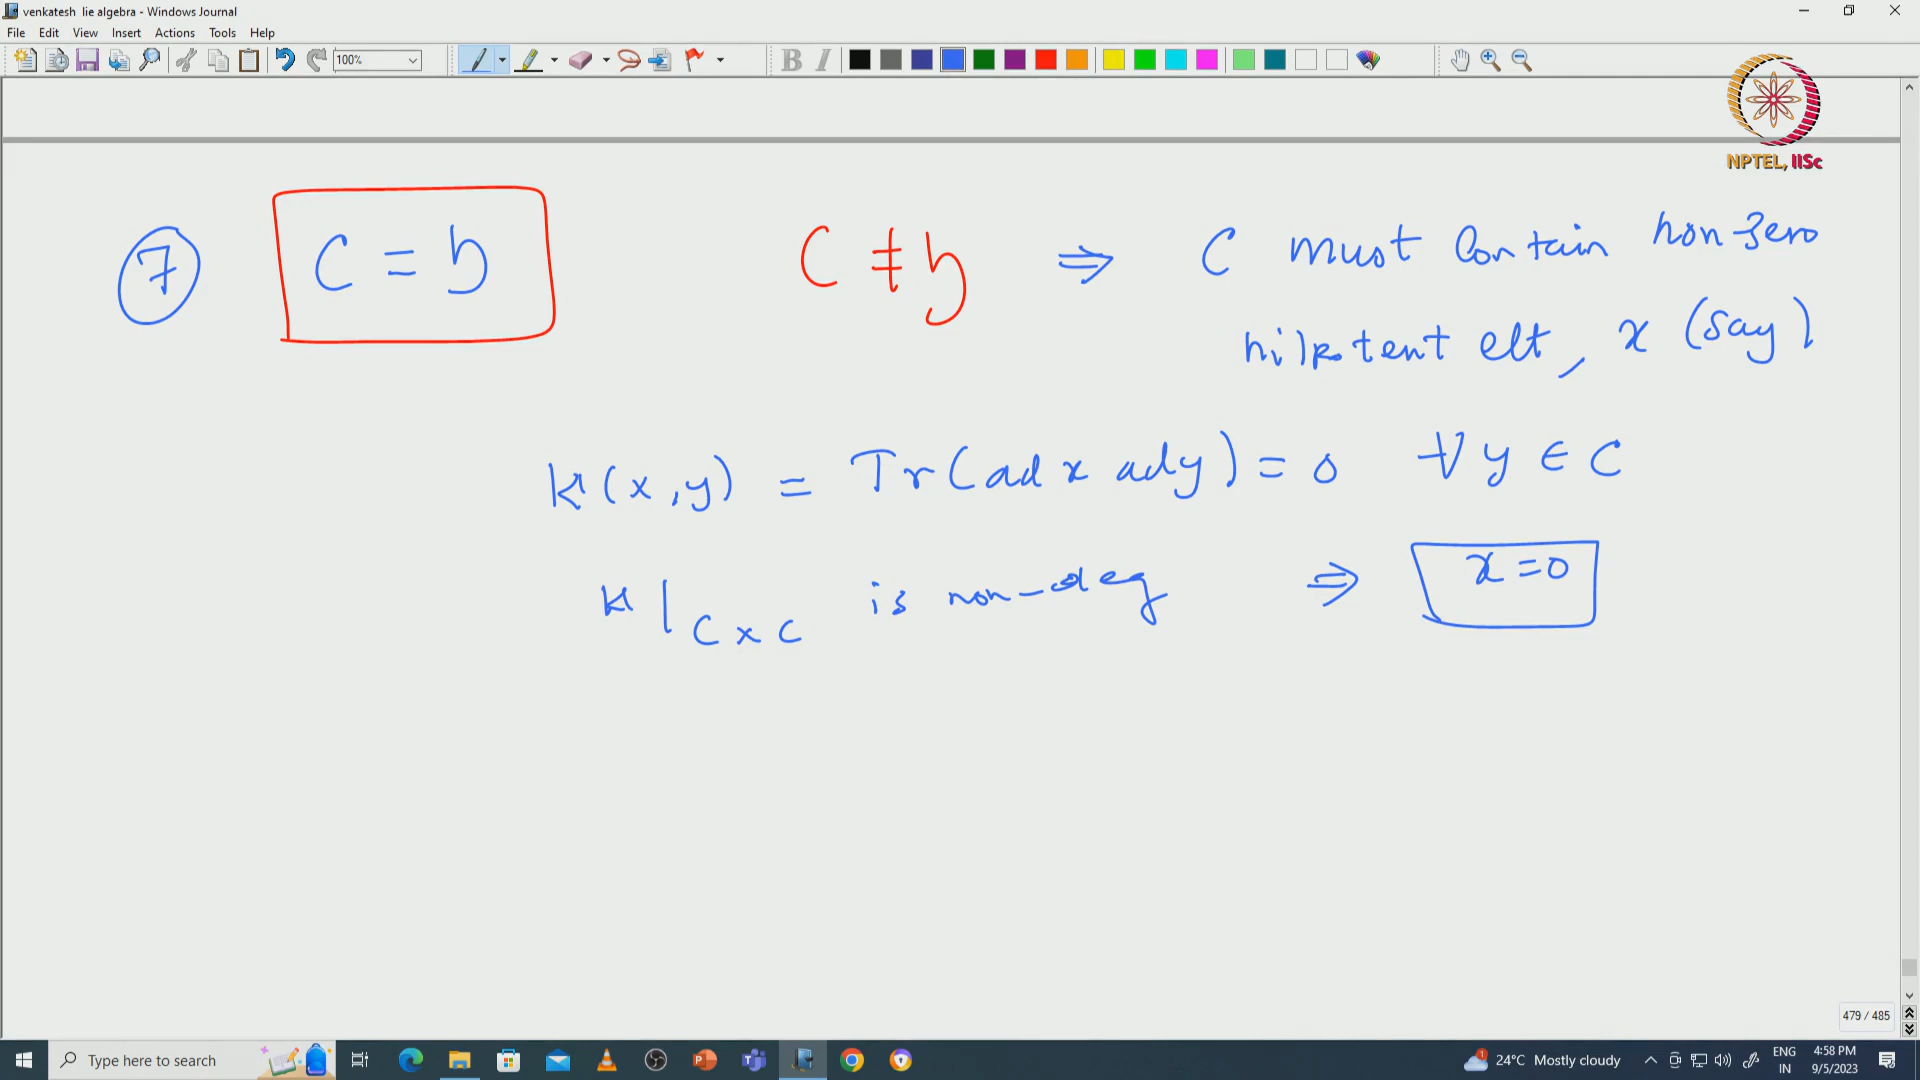 venkatesh lie algebra - Windows Journal
File Edit View Insert Actions Tools Help
100%
B I
NPTEL, IISc
7 C = h C ≠ h ⇒ C must contain non-zero
nilpotent elt, x (say)
κ(x,y) = Tr(ad x ad y) = 0 ∀ y ∈ C
κ|C×C is non-deg ⇒ x = 0
479 / 485
Type here to search
24°C Mostly cloudy
ENG
IN
4:58 PM
9/5/2023